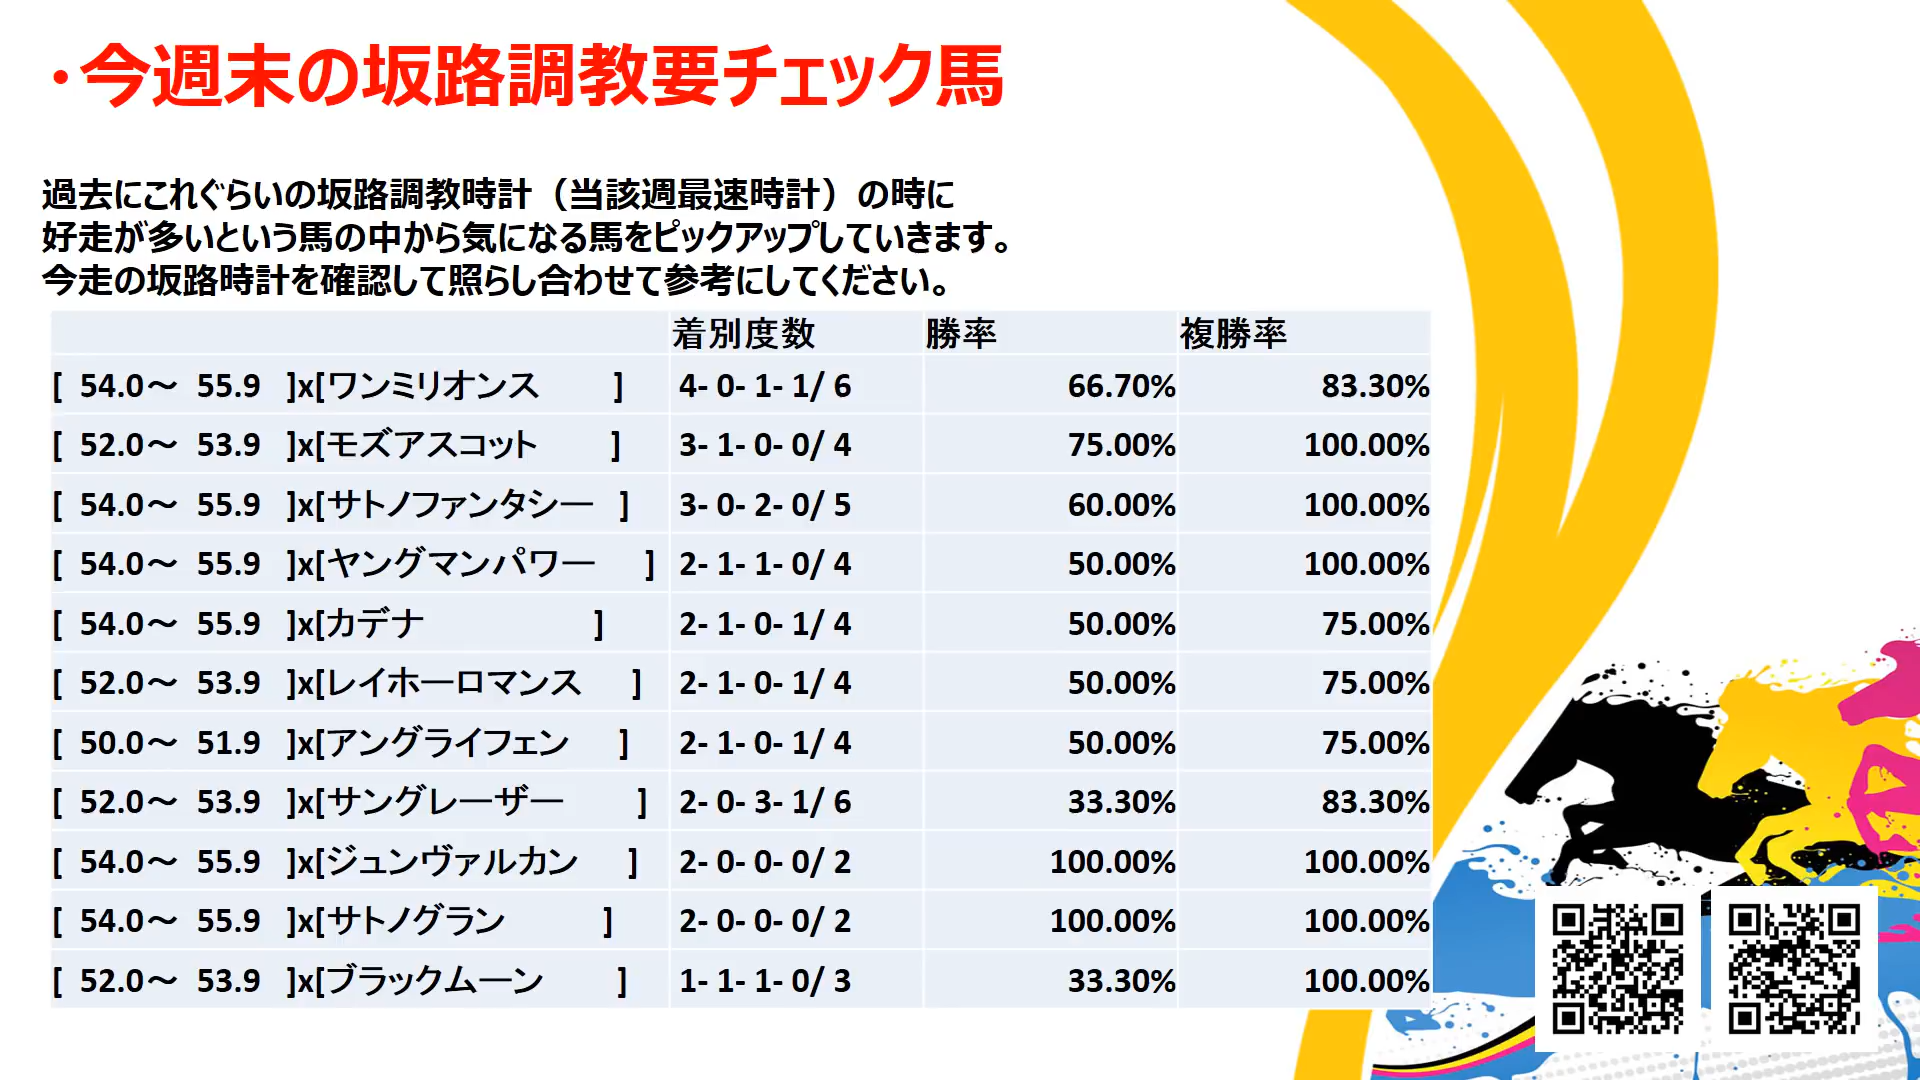 ・今週末の坂路調教要チェック馬
過去にこれぐらいの坂路調教時計（当該週最速時計）の時に
好走が多いという馬の中から気になる馬をピックアップしていきます。
今走の坂路時計を確認して照らし合わせて参考にしてください。
着別度数 勝率 複勝率
[ 54.0～ 55.9 ]x[ワンミリオンス ] 4- 0- 1- 1/ 6 66.70% 83.30%
[ 52.0～ 53.9 ]x[モズアスコット ] 3- 1- 0- 0/ 4 75.00% 100.00%
[ 54.0～ 55.9 ]x[サトノファンタシー ] 3- 0- 2- 0/ 5 60.00% 100.00%
[ 54.0～ 55.9 ]x[ヤングマンパワー ] 2- 1- 1- 0/ 4 50.00% 100.00%
[ 54.0～ 55.9 ]x[カデナ ] 2- 1- 0- 1/ 4 50.00% 75.00%
[ 52.0～ 53.9 ]x[レイホーロマンス ] 2- 1- 0- 1/ 4 50.00% 75.00%
[ 50.0～ 51.9 ]x[アングライフェン ] 2- 1- 0- 1/ 4 50.00% 75.00%
[ 52.0～ 53.9 ]x[サングレーザー ] 2- 0- 3- 1/ 6 33.30% 83.30%
[ 54.0～ 55.9 ]x[ジュンヴァルカン ] 2- 0- 0- 0/ 2 100.00% 100.00%
[ 54.0～ 55.9 ]x[サトノグラン ] 2- 0- 0- 0/ 2 100.00% 100.00%
[ 52.0～ 53.9 ]x[ブラックムーン ] 1- 1- 1- 0/ 3 33.30% 100.00%